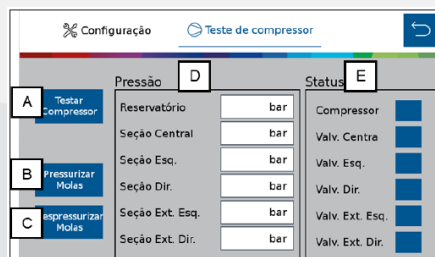 Configuração
Teste de compressor
A
Testar
Compressor
B
Pressurizar
Molas
C
espressurizar
Molas
Pressão
D
Reservatório bar
Seção Central bar
Seção Esq. bar
Seção Dir. bar
Seção Ext. Esq. bar
Seção Ext. Dir. bar
Status
E
Compressor
Valv. Centra
Valv. Esq.
Valv. Dir.
Valv. Ext. Esq.
Valv. Ext. Dir.